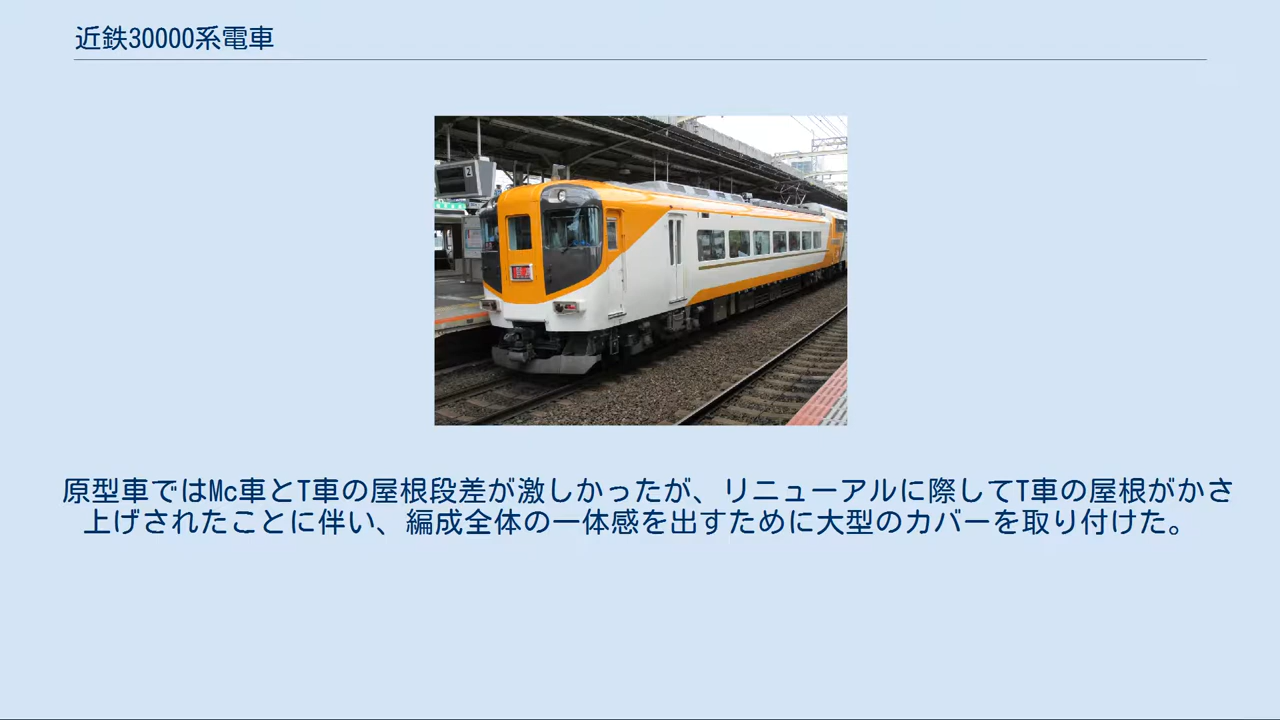 近鉄30000系電車
2
原型車ではMc車とT車の屋根段差が激しかったが、リニューアルに際してT車の屋根がかさ
上げされたことに伴い、編成全体の一体感を出すために大型のカバーを取り付けた。